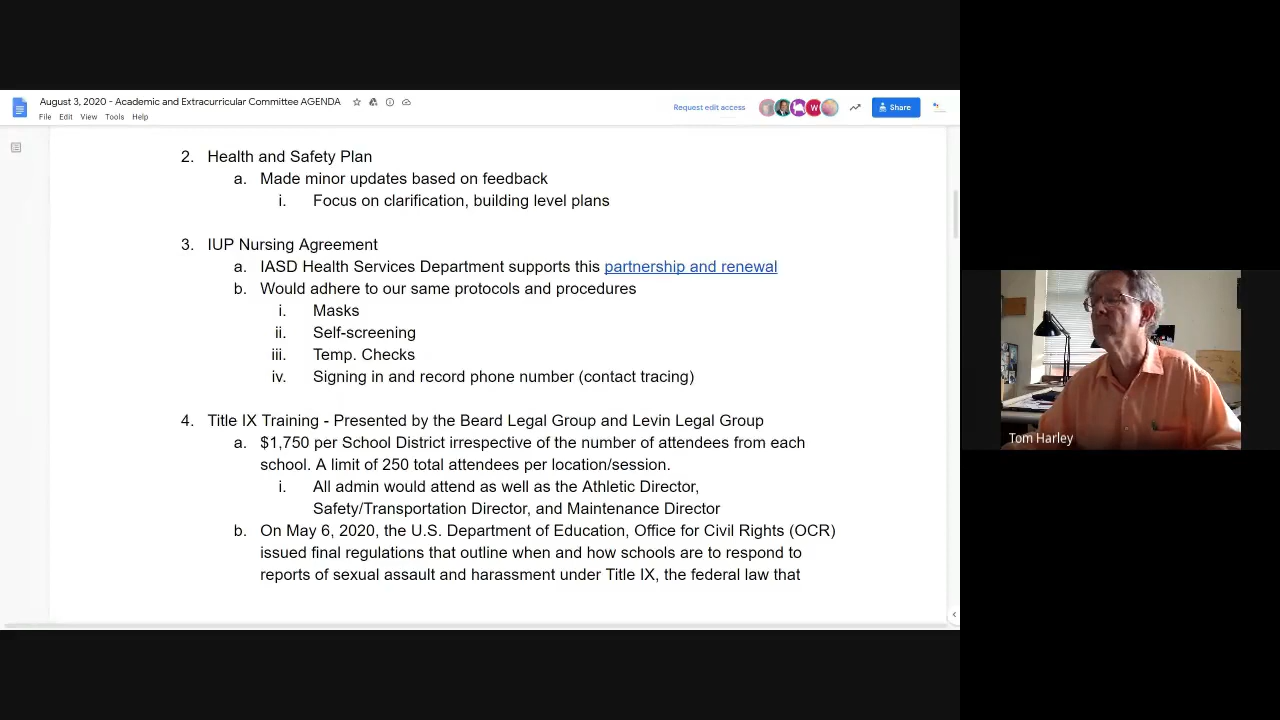 August 3, 2020 - Academic and Extracurricular Committee AGENDA
File Edit View Tools Help
Request edit access
W
Share
2. Health and Safety Plan
a. Made minor updates based on feedback
i. Focus on clarification, building level plans
3. IUP Nursing Agreement
a. IASD Health Services Department supports this partnership and renewal
b. Would adhere to our same protocols and procedures
i. Masks
ii. Self-screening
iii. Temp. Checks
iv. Signing in and record phone number (contact tracing)
4. Title IX Training - Presented by the Beard Legal Group and Levin Legal Group
a. $1,750 per School District irrespective of the number of attendees from each
school. A limit of 250 total attendees per location/session.
i. All admin would attend as well as the Athletic Director,
Safety/Transportation Director, and Maintenance Director
b. On May 6, 2020, the U.S. Department of Education, Office for Civil Rights (OCR)
issued final regulations that outline when and how schools are to respond to
reports of sexual assault and harassment under Title IX, the federal law that
Tom Harley